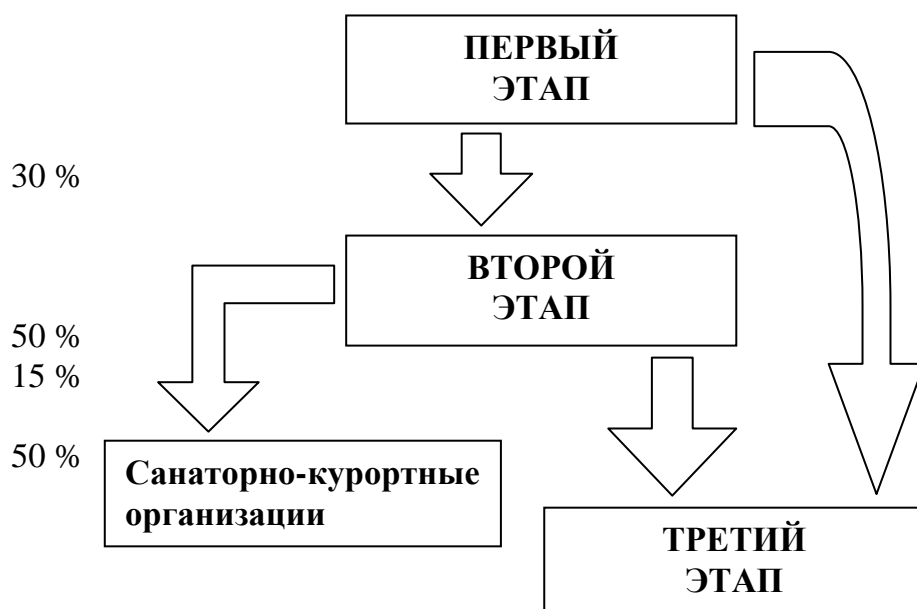 ПЕРВЫЙ
ЭТАП
30 %
ВТОРОЙ
ЭТАП
50 %
15 %
50 %
Санаторно-курортные
организации
ТРЕТИЙ
ЭТАП